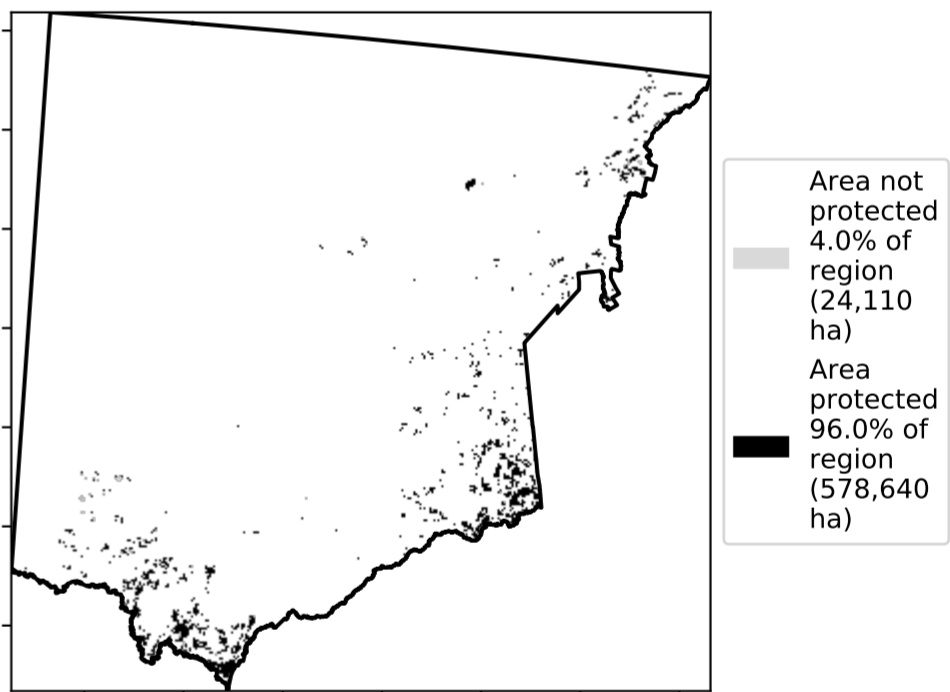 Area not
protected
4.0% of
region
(24,110
ha)
Area
protected
96.0% of
region
(578,640
ha)